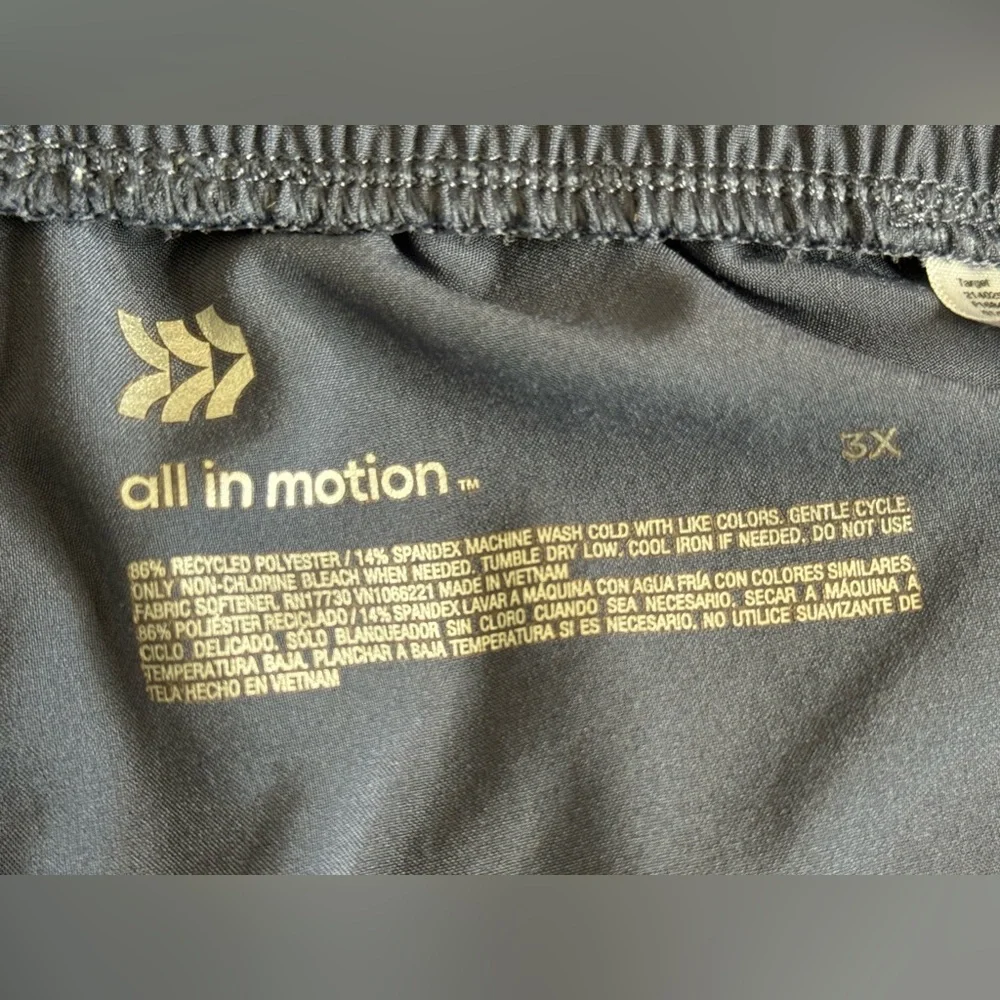 Target
3X
all in motion™
86% RECYCLED POLYESTER / 14% SPANDEX MACHINE WASH COLD WITH LIKE COLORS. GENTLE CYCLE.
ONLY NON-CHLORINE BLEACH WHEN NEEDED. TUMBLE DRY LOW. COOL IRON IF NEEDED. DO NOT USE
FABRIC SOFTENER. RN17730 VN1066221 MADE IN VIETNAM
86% POLIÉSTER RECICLADO / 14% SPANDEX LAVAR A MÁQUINA CON AGUA FRÍA CON COLORES SIMILARES.
CICLO DELICADO. SÓLO BLANQUEADOR SIN CLORO CUANDO SEA NECESARIO. SECAR A MÁQUINA A
TEMPERATURA BAJA. PLANCHAR A BAJA TEMPERATURA SI ES NECESARIO. NO UTILICE SUAVIZANTE DE
TELA HECHO EN VIETNAM